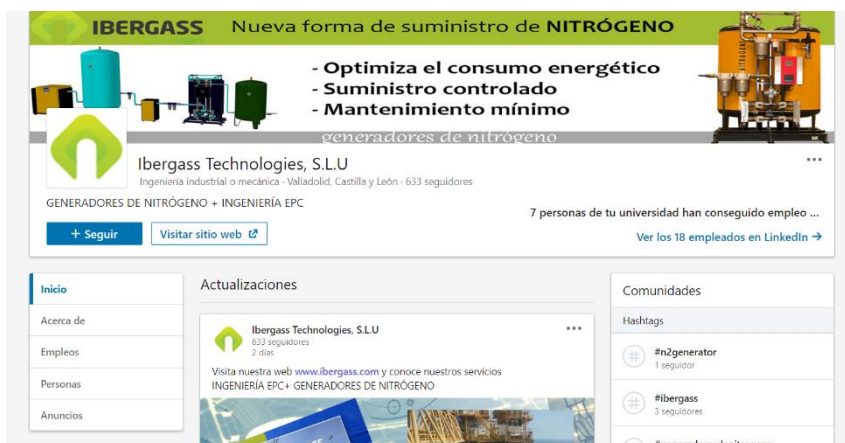 IBERGASS Nueva forma de suministro de NITRÓGENO
- Optimiza el consumo energético
- Suministro controlado
- Mantenimiento mínimo
generadores de nitrógeno
Ibergass Technologies, S.L.U
Ingeniería industrial o mecánica · Valladolid, Castilla y León · 633 seguidores
GENERADORES DE NITRÓGENO + INGENIERÍA EPC
7 personas de tu universidad han conseguido empleo ...
+ Seguir
Visitar sitio web
Ver los 18 empleados en LinkedIn →
Inicio
Acerca de
Empleos
Personas
Anuncios
Actualizaciones
Ibergass Technologies, S.L.U
633 seguidores
2 días
Visita nuestra web www.ibergass.com y conoce nuestros servicios
INGENIERÍA EPC+ GENERADORES DE NITRÓGENO
Comunidades
Hashtags
#n2generator
1 seguidor
#ibergass
3 seguidores